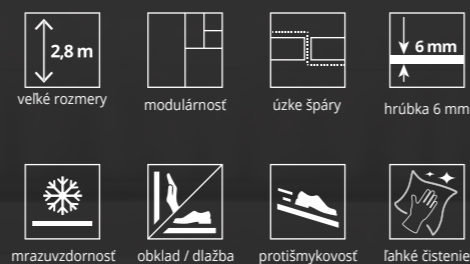 2,8 m
6 mm
veľké rozmery
modulárnosť
úzke špáry
hrúbka 6 mm
mrazuvzdornosť
obklad / dlažba
protišmykovosť
ľahké čistenie